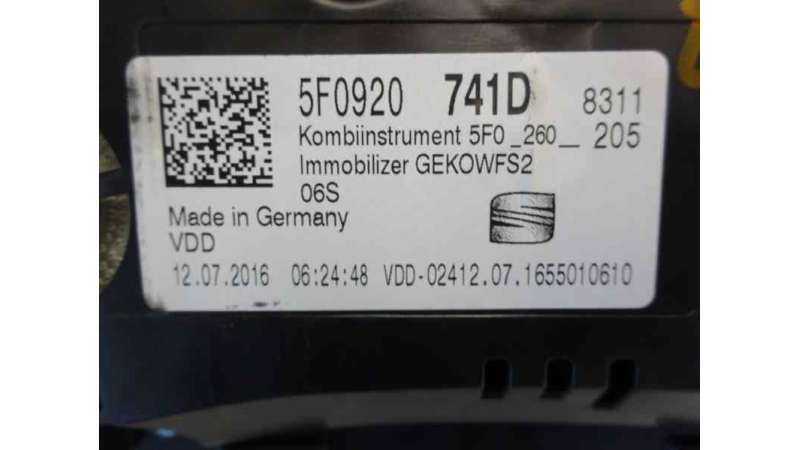 5F0920 741D 8311
Kombiinstrument 5F0_260__ 205
Immobilizer GEKOWFS2
06S
Made in Germany
VDD
12.07.2016 06:24:48 VDD-02412.07.1655010610